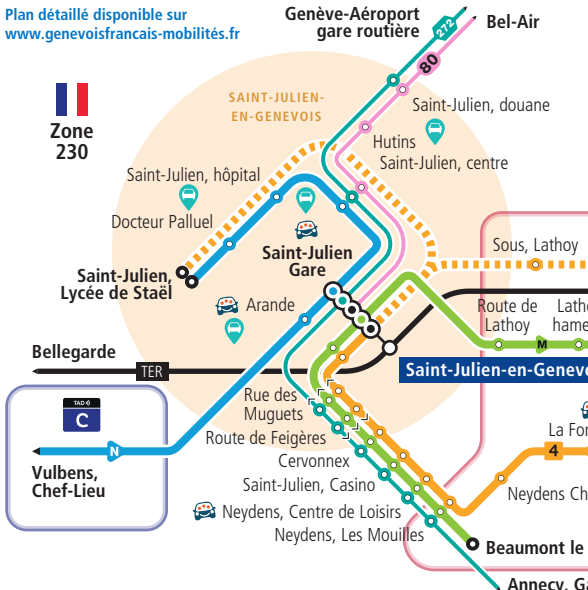 Plan détaillé disponible sur
www.genevoisfrancais-mobilités.fr
Genève-Aéroport
gare routière
272
Bel-Air
80
SAINT-JULIEN-
EN-GENEVOIS
Zone
230
Saint-Julien, douane
Hutins
Saint-Julien, centre
Saint-Julien, hôpital
Docteur Palluel
Saint-Julien
Gare
Sous, Lathoy
Saint-Julien,
Lycée de Staël
Arande
Route de
Lathoy
Bellegarde
TER
M
Saint-Julien-en-Genev
Rue des
Muguets
TAD
C
Route de Feigères
Cervonnex
La
4
N
Vulbens,
Chef-Lieu
Saint-Julien, Casino
Neydens
Neydens, Centre de Loisirs
Neydens, Les Mouilles
Beaumont le
Annecy,